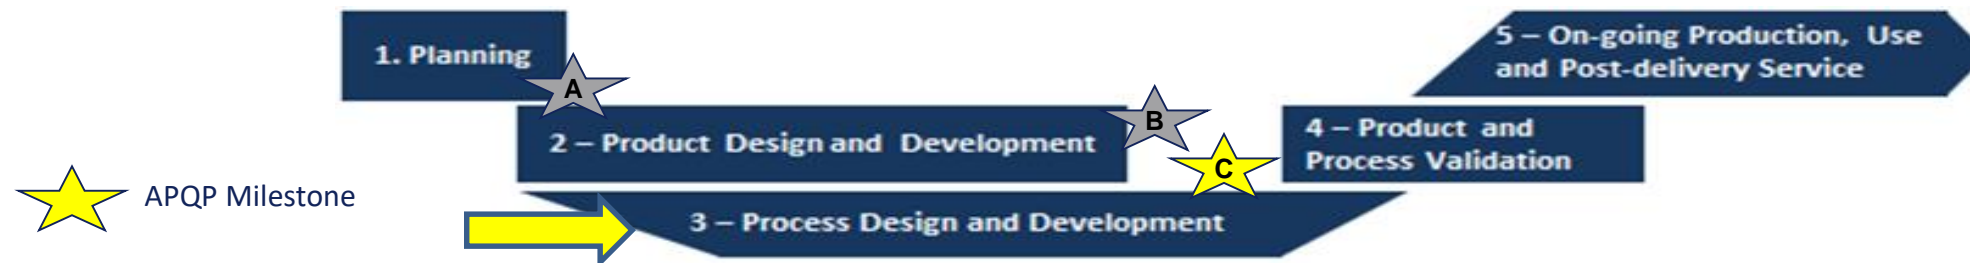 1. Planning
A
2 – Product Design and Development
B
C
3 – Process Design and Development
4 – Product and
Process Validation
5 – On-going Production, Use
and Post-delivery Service
APQP Milestone